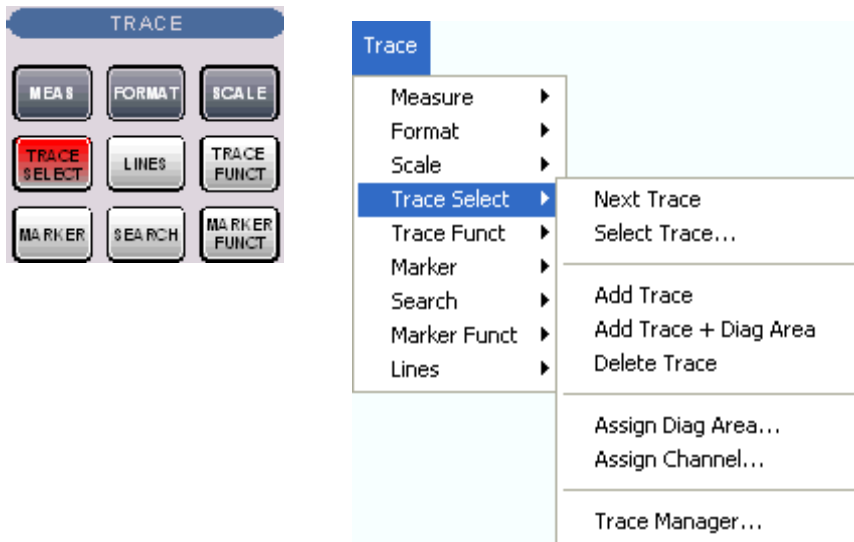 TRACE
MEAS
FORMAT
SCALE
TRACE
SELECT
LINES
TRACE
FUNCT
MARKER
SEARCH
MARKER
FUNCT
Trace
Measure
Format
Scale
Trace Select
Trace Funct
Marker
Search
Marker Funct
Lines
Next Trace
Select Trace...
Add Trace
Add Trace + Diag Area
Delete Trace
Assign Diag Area...
Assign Channel...
Trace Manager...